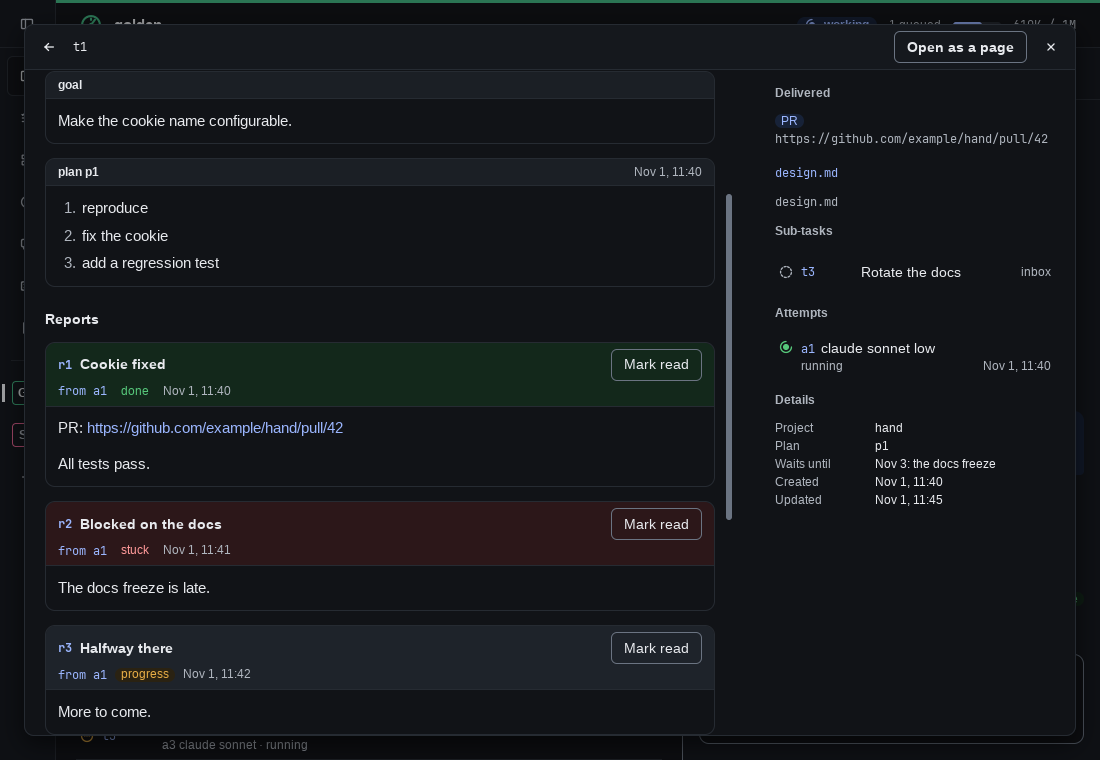 golden
working
1 queued
t1
Open as a page
goal
Make the cookie name configurable.
plan p1
Nov 1, 11:40
1. reproduce
2. fix the cookie
3. add a regression test
Reports
r1 Cookie fixed
Mark read
from a1 done Nov 1, 11:40
PR: https://github.com/example/hand/pull/42
All tests pass.
r2 Blocked on the docs
Mark read
from a1 stuck Nov 1, 11:41
The docs freeze is late.
r3 Halfway there
Mark read
from a1 progress Nov 1, 11:42
More to come.
Delivered
PR
https://github.com/example/hand/pull/42
design.md
design.md
Sub-tasks
t3 Rotate the docs inbox
Attempts
a1 claude sonnet low
running Nov 1, 11:40
Details
Project hand
Plan p1
Waits until Nov 3: the docs freeze
Created Nov 1, 11:40
Updated Nov 1, 11:45
a3 claude sonnet · running